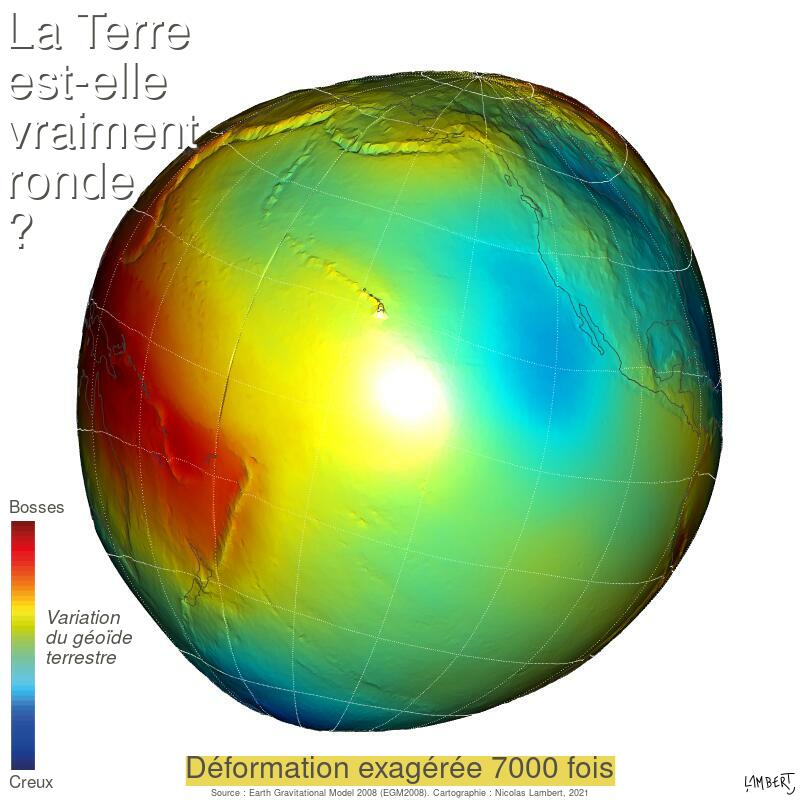 La Terre
est-elle
vraiment
ronde
?
Bosses
Variation
du géoïde
terrestre
Creux
Déformation exagérée 7000 fois
Source : Earth Gravitational Model 2008 (EGM2008). Cartographie : Nicolas Lambert, 2021
LAMBERT